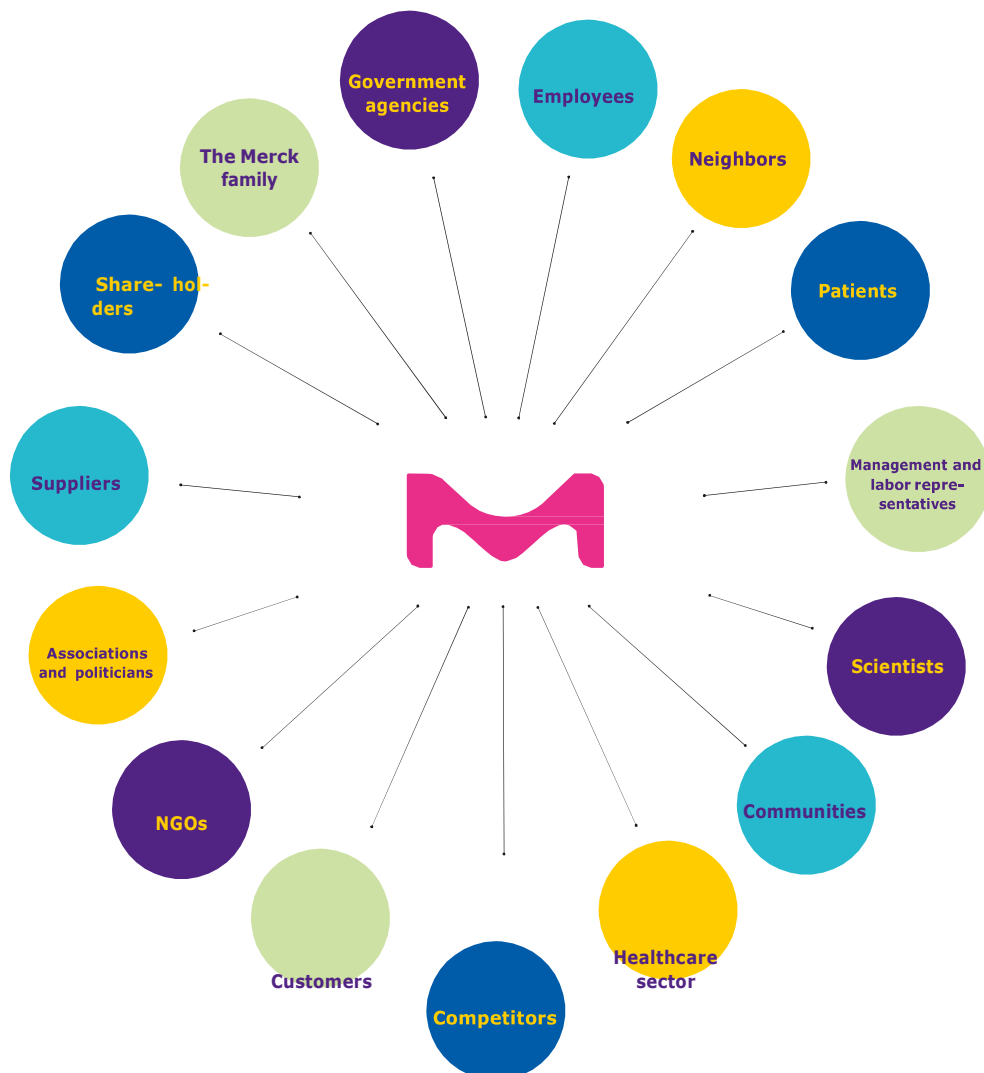 Government
agencies
Employees
Neighbors
The Merck
family
Share- hol-
ders
Patients
Suppliers
Management and
labor repre-
sentatives
Associations
and politicians
Scientists
NGOs
Communities
Customers
Healthcare
sector
Competitors